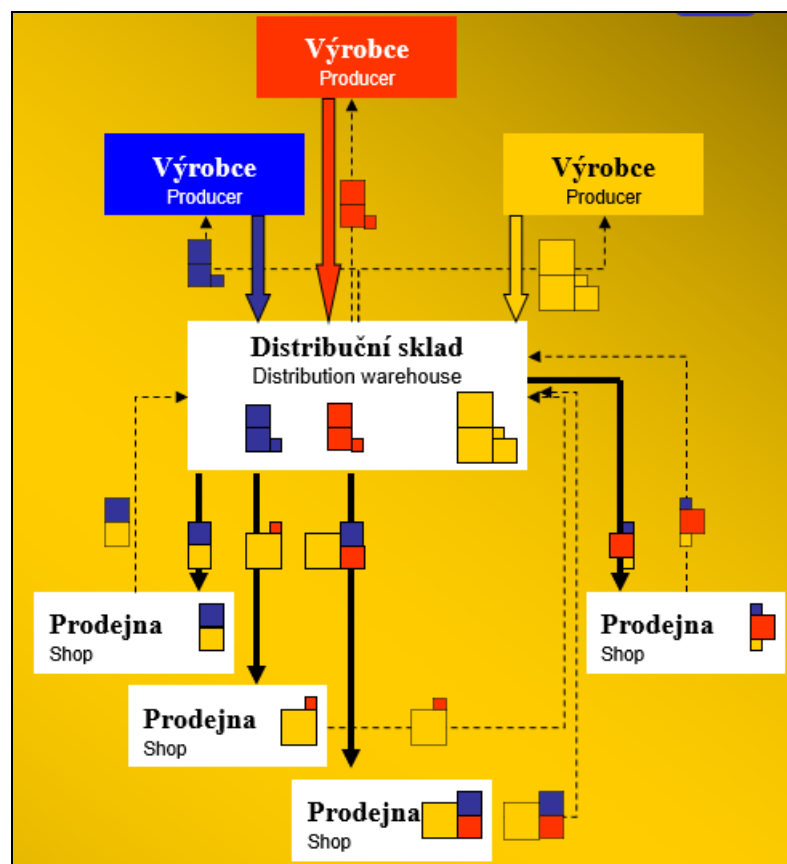 Výrobce
Producer
Výrobce
Producer
Výrobce
Producer
Distribuční sklad
Distribution warehouse
Prodejna
Shop
Prodejna
Shop
Prodejna
Shop
Prodejna
Shop